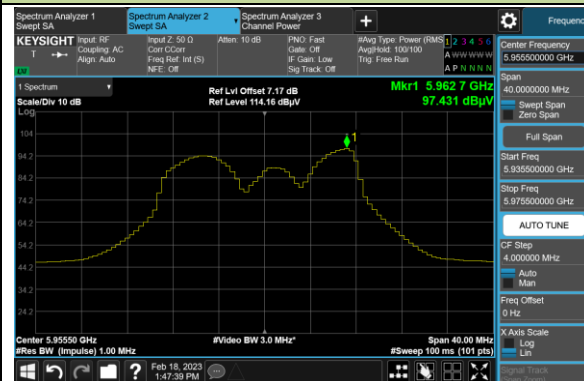 Spectrum Analyzer 1
Swept SA
Spectrum Analyzer 2
Swept SA
Spectrum Analyzer 3
Channel Power
+
Frequency
KEYSIGHT
T
LXI
Input: RF
Coupling: AC
Align: Auto
Input Z: 50 Ω
Corr CCorr
Freq Ref: Int (S)
NFE: Off
Atten: 10 dB
PNO: Fast
Gate: Off
IF Gain: Low
Sig Track: Off
#Avg Type: Power (RMS
Avg|Hold: 100/100
Trig: Free Run
1 2 3 4 5 6
A W W W W W
A P N N N N
1 Spectrum
Scale/Div 10 dB
Log
Ref Lvl Offset 7.17 dB
Ref Level 114.16 dBµV
Mkr1 5.962 7 GHz
97.431 dBµV
104
94.2
84.2
74.2
64.2
54.2
44.2
34.2
24.2
1
Center 5.95550 GHz
#Res BW (Impulse) 1.00 MHz
#Video BW 3.0 MHz*
Span 40.00 MHz
#Sweep 100 ms (101 pts)
Feb 18, 2023
1:47:39 PM
Center Frequency
5.955500000 GHz
Span
40.0000000 MHz
Swept Span
Zero Span
Full Span
Start Freq
5.935500000 GHz
Stop Freq
5.975500000 GHz
AUTO TUNE
CF Step
4.000000 MHz
Auto
Man
Freq Offset
0 Hz
X Axis Scale
Log
Lin
Signal Track
(Span Zoom)